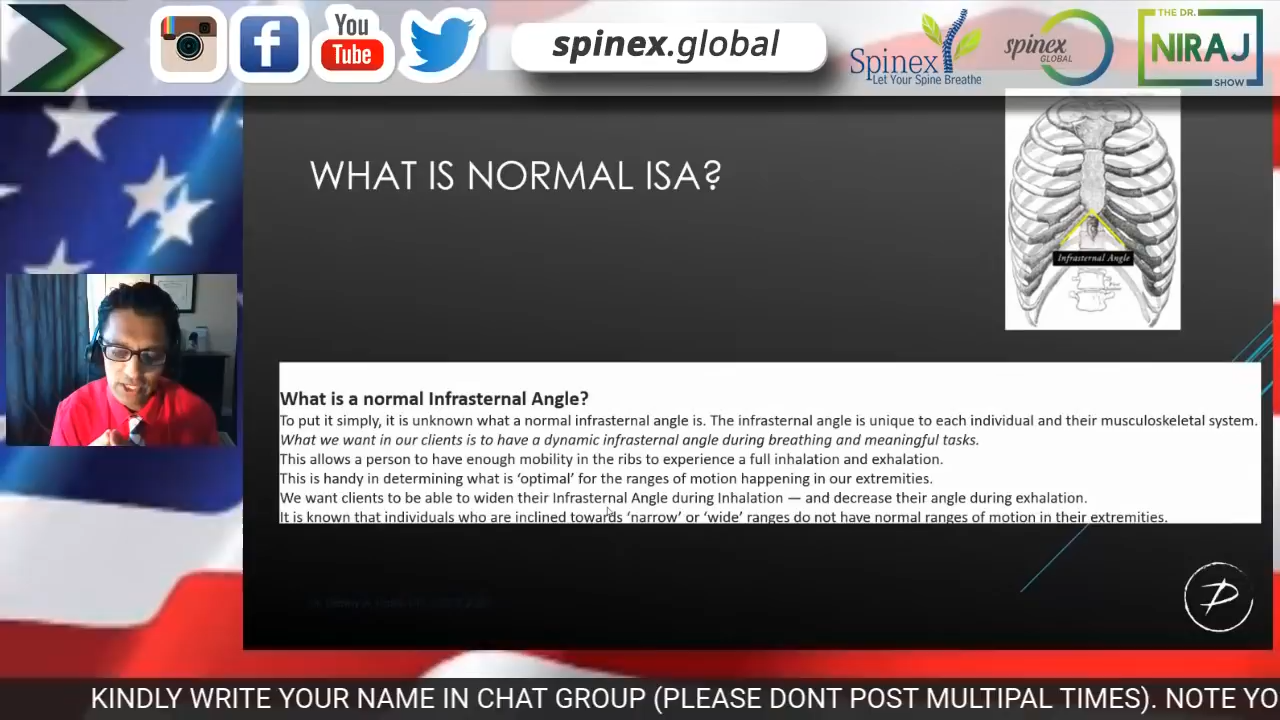 You
Tube
spinex.global
Spinex
Let Your Spine Breathe
spinex
GLOBAL
THE DR.
NIRAJ
SHOW
WHAT IS NORMAL ISA?
Infrasternal Angle
What is a normal Infrasternal Angle?
To put it simply, it is unknown what a normal infrasternal angle is. The infrasternal angle is unique to each individual and their musculoskeletal system.
What we want in our clients is to have a dynamic infrasternal angle during breathing and meaningful tasks.
This allows a person to have enough mobility in the ribs to experience a full inhalation and exhalation.
This is handy in determining what is ‘optimal’ for the ranges of motion happening in our extremities.
We want clients to be able to widen their Infrasternal Angle during Inhalation — and decrease their angle during exhalation.
It is known that individuals who are inclined towards ‘narrow’ or ‘wide’ ranges do not have normal ranges of motion in their extremities.
KINDLY WRITE YOUR NAME IN CHAT GROUP (PLEASE DONT POST MULTIPAL TIMES). NOTE YO